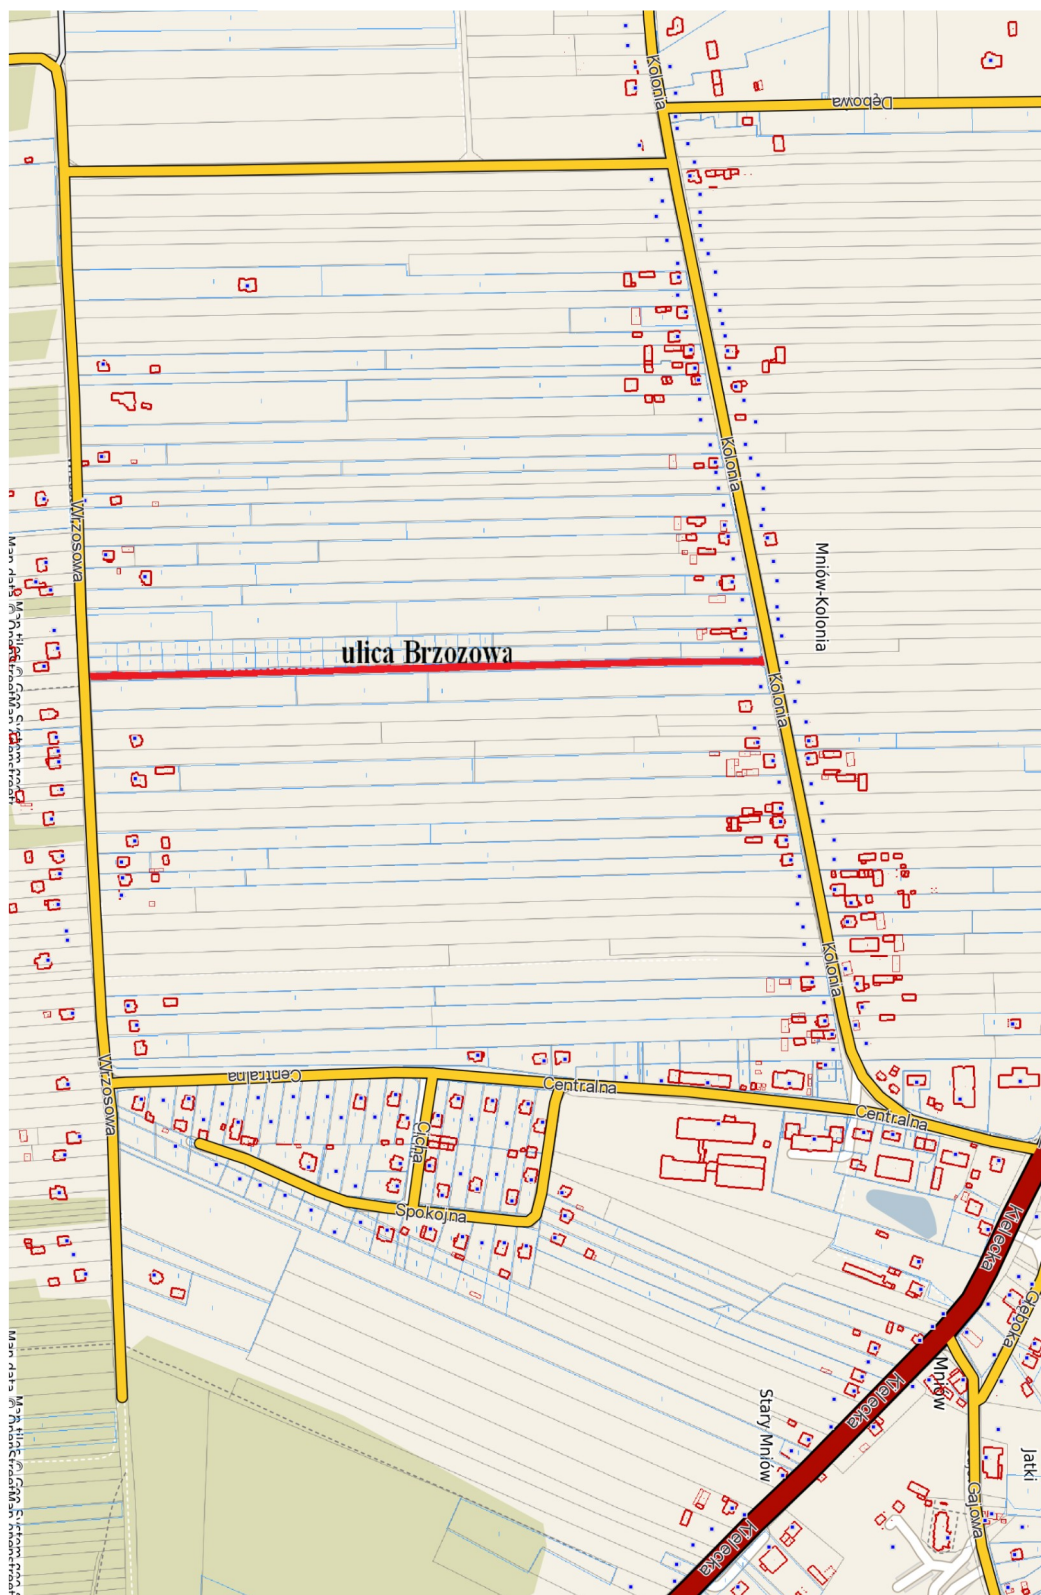 Kolonia
Dębowa
Kolonia
Wrzosowa
Mniów-Kolonia
ulica Brzozowa
Kolonia
Kolonia
Centralna
Wrzosowa
Centralna
Centralna
Cicha
Spokojna
Kielecka
Głęboka
Mniów
Kielecka
Stary Mniów
Jatki
Gajowa
Kielecka